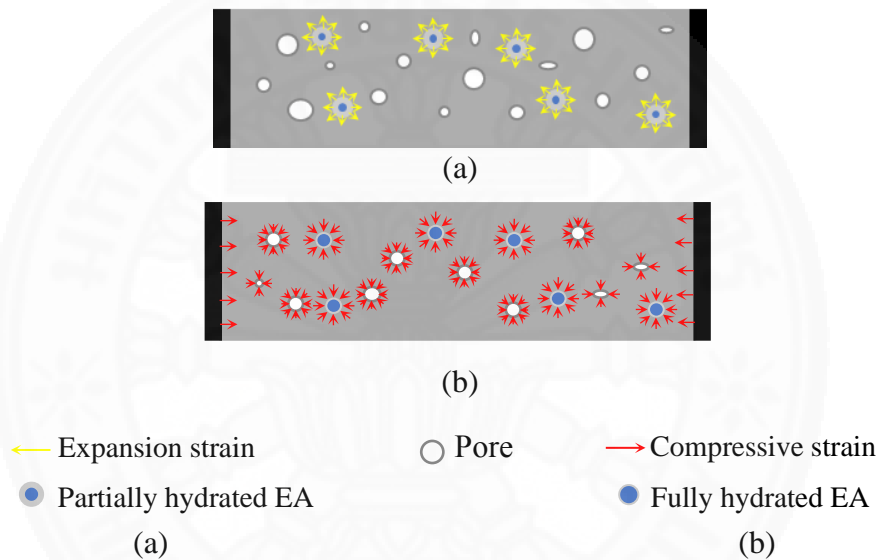 (a)
(b)
Expansion strain
Pore
Compressive strain
Partially hydrated EA
Fully hydrated EA
(a)
(b)